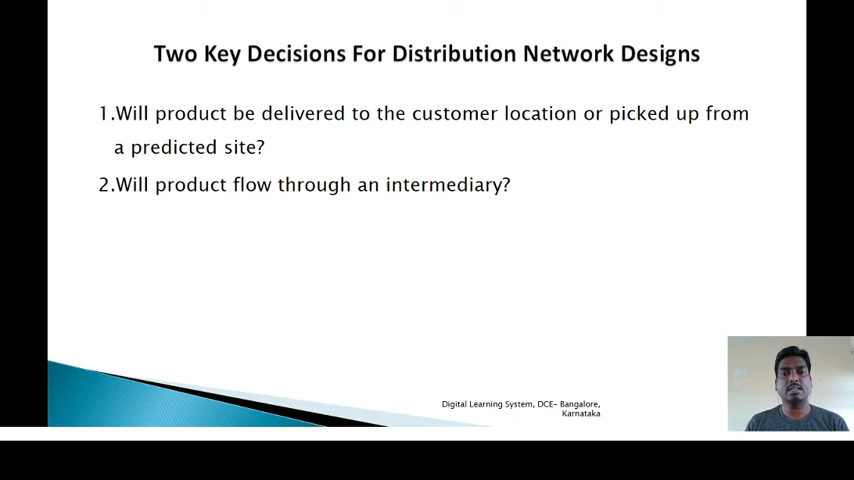 Two Key Decisions For Distribution Network Designs
1.Will product be delivered to the customer location or picked up from
a predicted site?
2.Will product flow through an intermediary?
Digital Learning System, DCE- Bangalore,
Karnataka